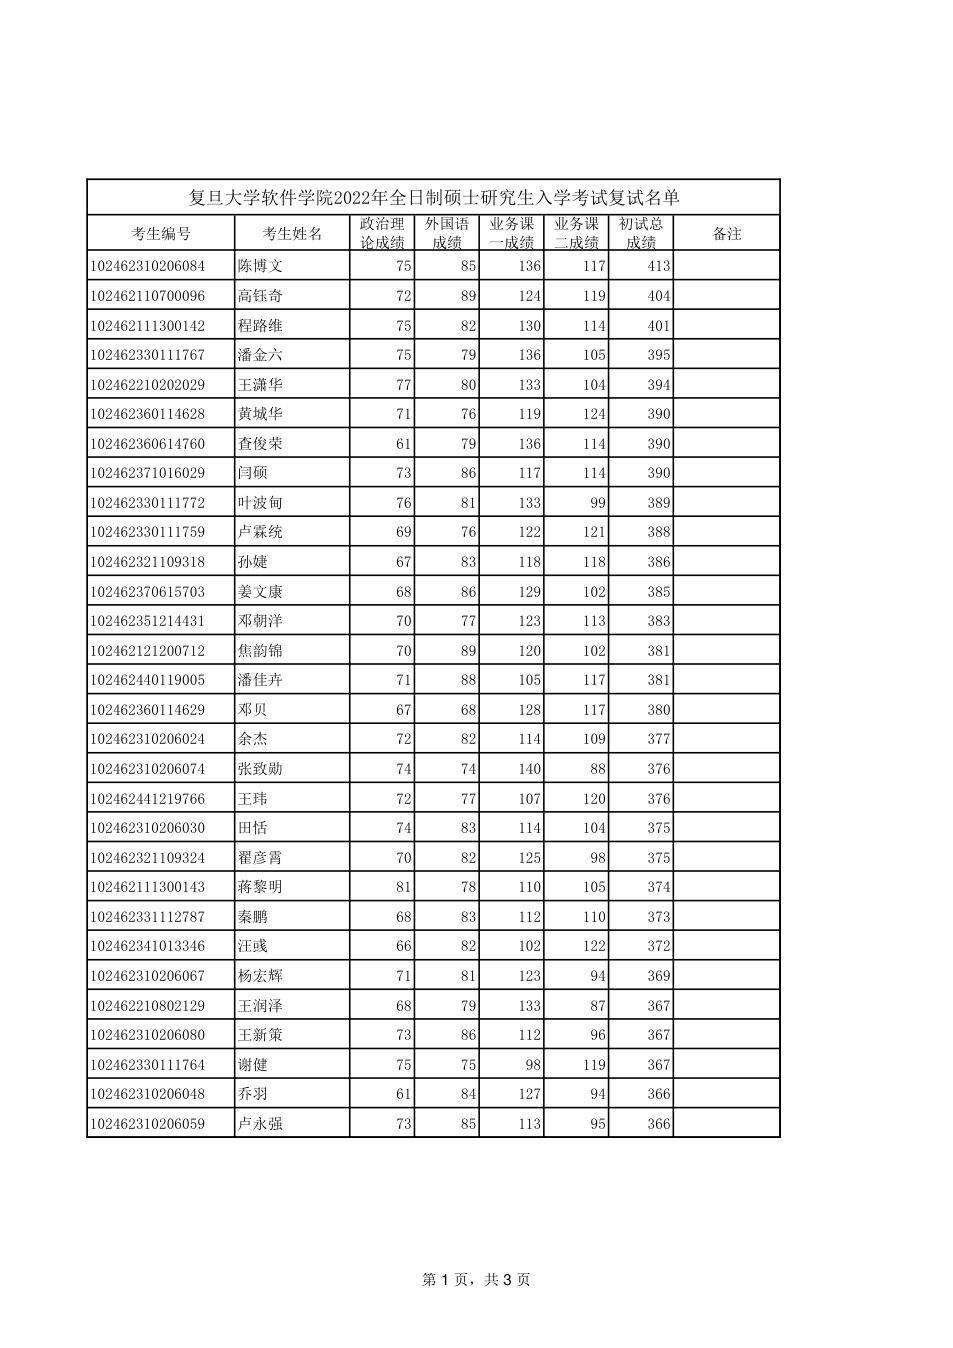 复旦大学软件学院2022年全日制硕士研究生入学考试复试名单
考生编号 考生姓名 政治理论成绩 外国语成绩 业务课一成绩 业务课二成绩 初试总成绩 备注
102462310206084 陈博文 75 85 136 117 413
102462110700096 高钰奇 72 89 124 119 404
102462111300142 程路维 75 82 130 114 401
102462330111767 潘金六 75 79 136 105 395
102462210202029 王潇华 77 80 133 104 394
102462360114628 黄城华 71 76 119 124 390
102462360614760 查俊荣 61 79 136 114 390
102462371016029 闫硕 73 86 117 114 390
102462330111772 叶波甸 76 81 133 99 389
102462330111759 卢霖统 69 76 122 121 388
102462321109318 孙婕 67 83 118 118 386
102462370615703 姜文康 68 86 129 102 385
102462351214431 邓朝洋 70 77 123 113 383
102462121200712 焦韵锦 70 89 120 102 381
102462440119005 潘佳卉 71 88 105 117 381
102462360114629 邓贝 67 68 128 117 380
102462310206024 余杰 72 82 114 109 377
102462310206074 张致勋 74 74 140 88 376
102462441219766 王玮 72 77 107 120 376
102462310206030 田恬 74 83 114 104 375
102462321109324 翟彦霄 70 82 125 98 375
102462111300143 蒋黎明 81 78 110 105 374
102462331112787 秦鹏 68 83 112 110 373
102462341013346 汪彧 66 82 102 122 372
102462310206067 杨宏辉 71 81 123 94 369
102462210802129 王润泽 68 79 133 87 367
102462310206080 王新策 73 86 112 96 367
102462330111764 谢健 75 75 98 119 367
102462310206048 乔羽 61 84 127 94 366
102462310206059 卢永强 73 85 113 95 366
第 1 页，共 3 页